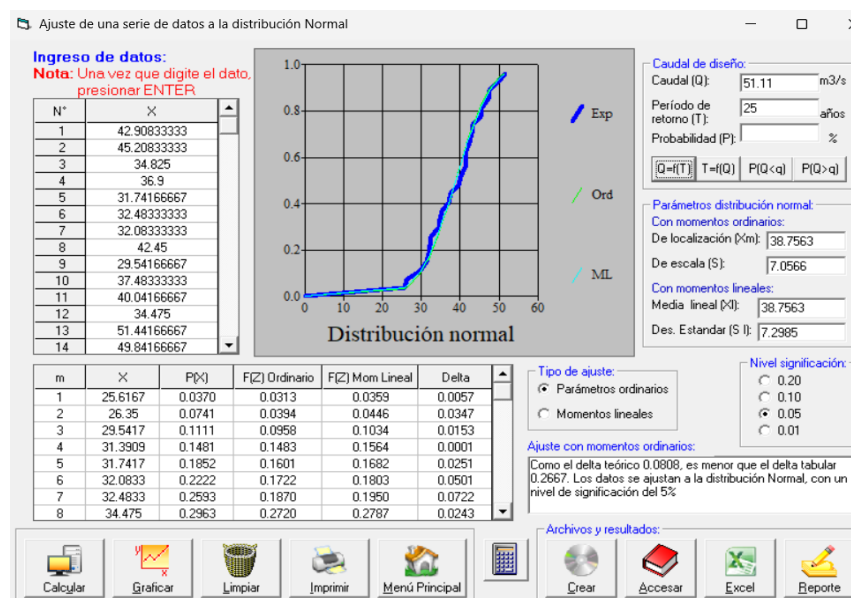 Ajuste de una serie de datos a la distribución Normal
Ingreso de datos:
Nota: Una vez que digite el dato,
presionar ENTER
N° X
1 42.90833333
2 45.20833333
3 34.825
4 36.9
5 31.74166667
6 32.48333333
7 32.08333333
8 42.45
9 29.54166667
10 37.48333333
11 40.04166667
12 34.475
13 51.44166667
14 49.84166667
1.0
0.8
0.6
0.4
0.2
0.0
0 10 20 30 40 50 60
Distribución normal
Exp
Ord
ML
Caudal de diseño:
Caudal (Q): 51.11 m3/s
Período de
retorno (T): 25 años
Probabilidad (P): %
Q=f(T) T=f(Q) P(Q<q) P(Q>q)
Parámetros distribución normal:
Con momentos ordinarios:
De localización (Xm): 38.7563
De escala (S): 7.0566
Con momentos lineales:
Media lineal (Xl): 38.7563
Des. Estandar (S l): 7.2985
m X P(X) F(Z) Ordinario F(Z) Mom Lineal Delta
1 25.6167 0.0370 0.0313 0.0359 0.0057
2 26.35 0.0741 0.0394 0.0446 0.0347
3 29.5417 0.1111 0.0958 0.1034 0.0153
4 31.3909 0.1481 0.1483 0.1564 0.0001
5 31.7417 0.1852 0.1601 0.1682 0.0251
6 32.0833 0.2222 0.1722 0.1803 0.0501
7 32.4833 0.2593 0.1870 0.1950 0.0722
8 34.475 0.2963 0.2720 0.2787 0.0243
Tipo de ajuste:
Parámetros ordinarios
Momentos lineales
Nivel significación:
0.20
0.10
0.05
0.01
Ajuste con momentos ordinarios:
Como el delta teórico 0.0808, es menor que el delta tabular
0.2667. Los datos se ajustan a la distribución Normal, con un
nivel de significación del 5%
Calcular
Graficar
Limpiar
Imprimir
Menú Principal
Archivos y resultados:
Crear
Accesar
Excel
Reporte